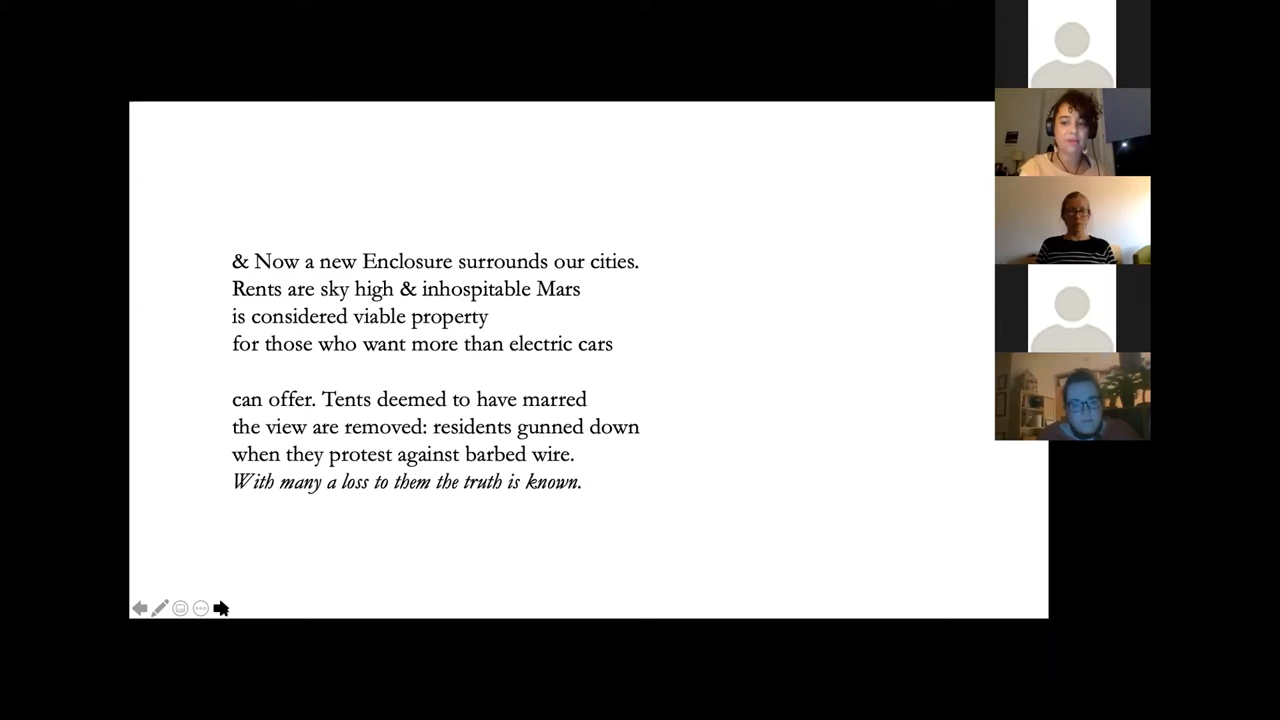 & Now a new Enclosure surrounds our cities.
Rents are sky high & inhospitable Mars
is considered viable property
for those who want more than electric cars
can offer. Tents deemed to have marred
the view are removed: residents gunned down
when they protest against barbed wire.
With many a loss to them the truth is known.